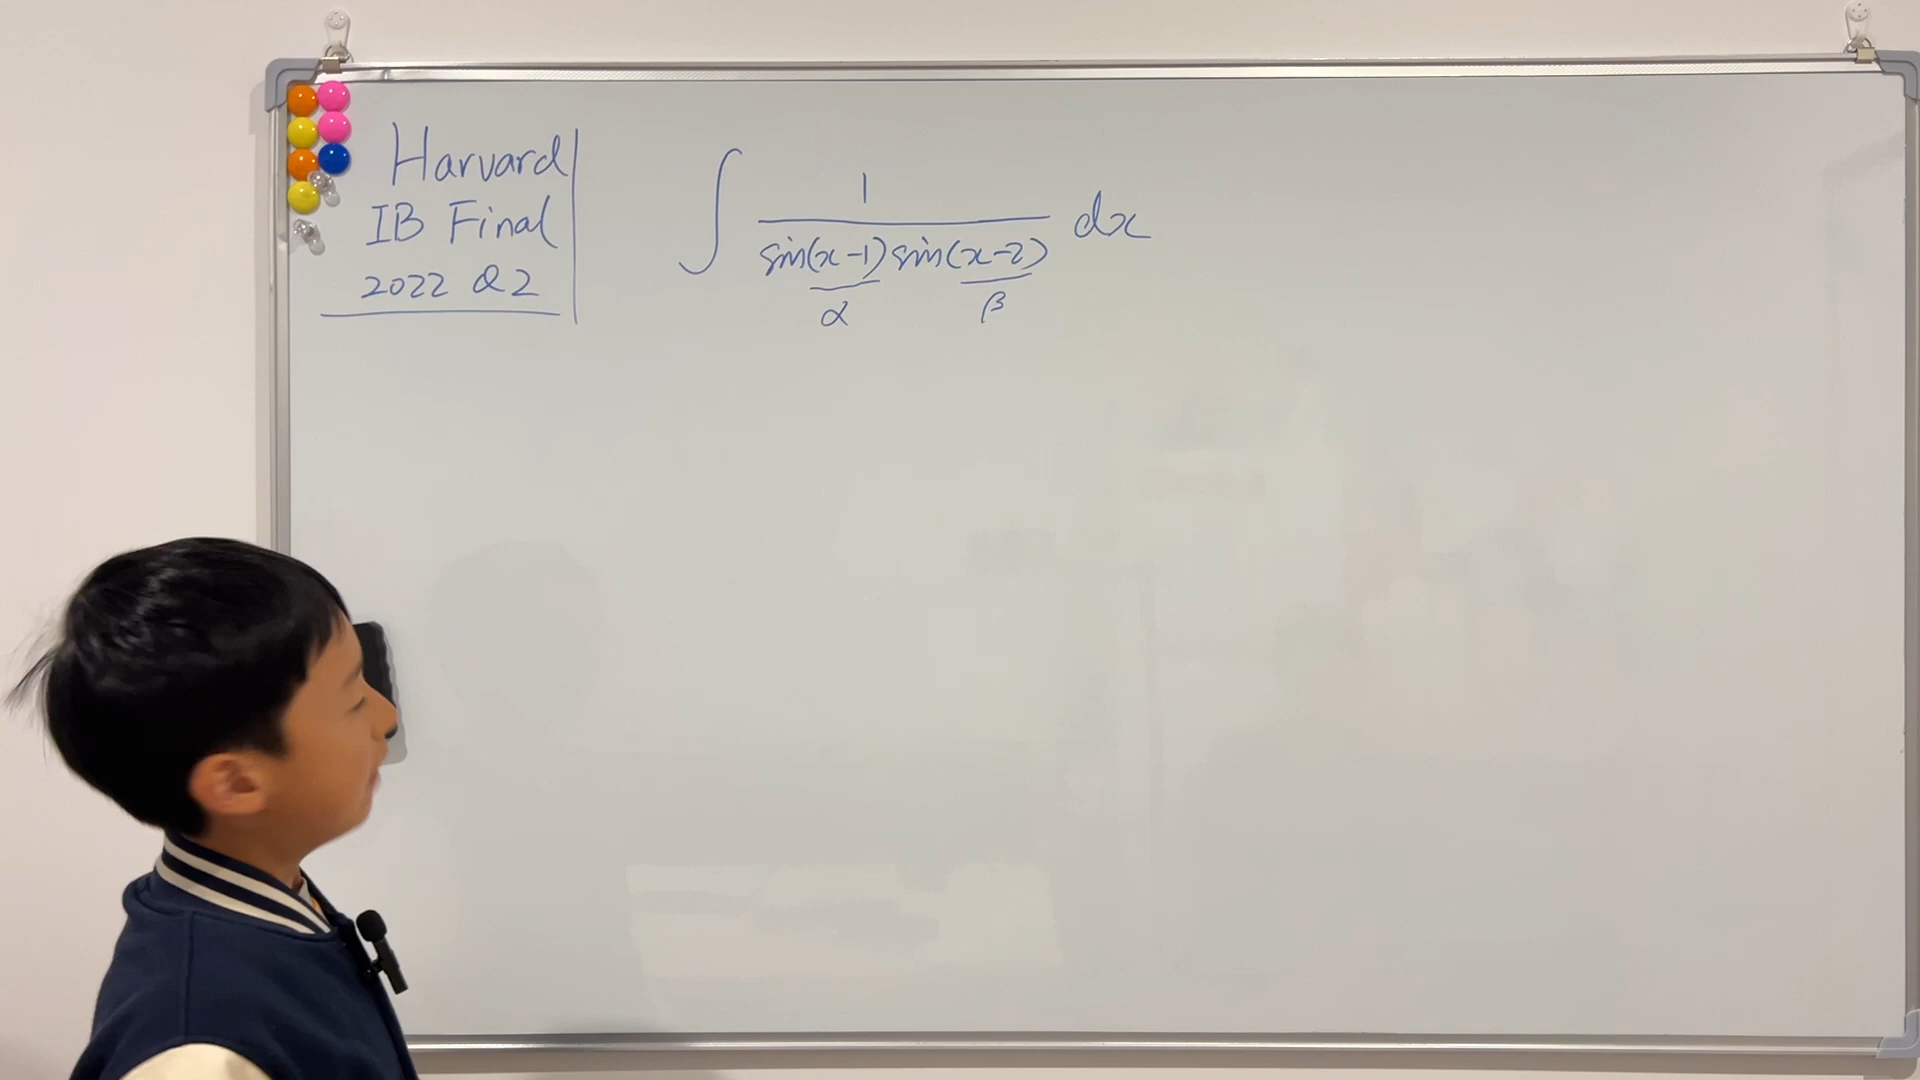 Harvard
IB Final
2022 Q2
∫ 1 / (sin(x-1) sin(x-2)) dx
α β